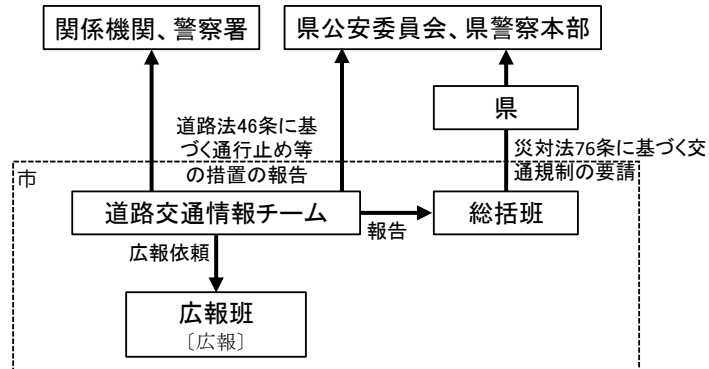 関係機関、警察署
県公安委員会、県警察本部
県
道路法46条に基
づく通行止め等
の措置の報告
災対法76条に基づく交
通規制の要請
市
道路交通情報チーム
報告
総括班
広報依頼
広報班
〔広報〕